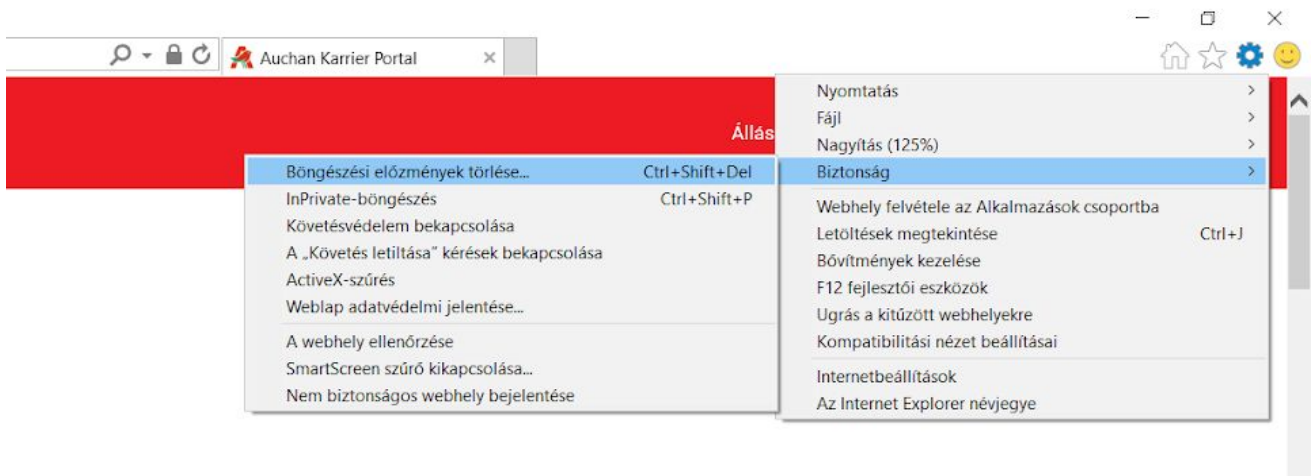 Auchan Karrier Portal
Állás
Nyomtatás
Fájl
Nagyítás (125%)
Biztonság
Webhely felvétele az Alkalmazások csoportba
Letöltések megtekintése Ctrl+J
Bővítmények kezelése
F12 fejlesztői eszközök
Ugrás a kitűzött webhelyekre
Kompatibilitási nézet beállításai
Internetbeállítások
Az Internet Explorer névjegye
Böngészési előzmények törlése... Ctrl+Shift+Del
InPrivate-böngészés Ctrl+Shift+P
Követésvédelem bekapcsolása
A „Követés letiltása” kérések bekapcsolása
ActiveX-szűrés
Weblap adatvédelmi jelentése...
A webhely ellenőrzése
SmartScreen szűrő kikapcsolása...
Nem biztonságos webhely bejelentése